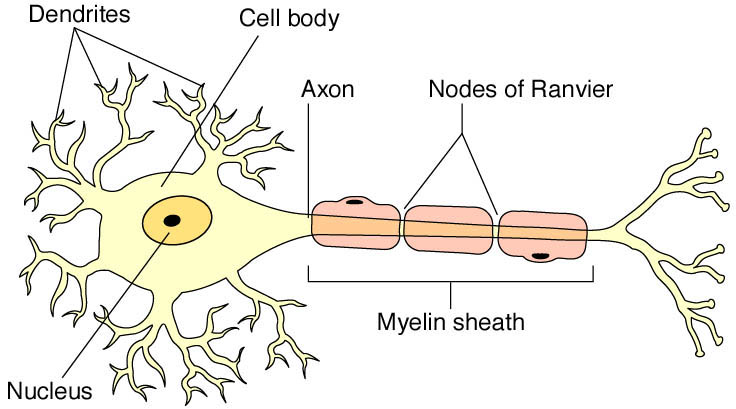 Dendrites
Cell body
Axon
Nodes of Ranvier
Myelin sheath
Nucleus